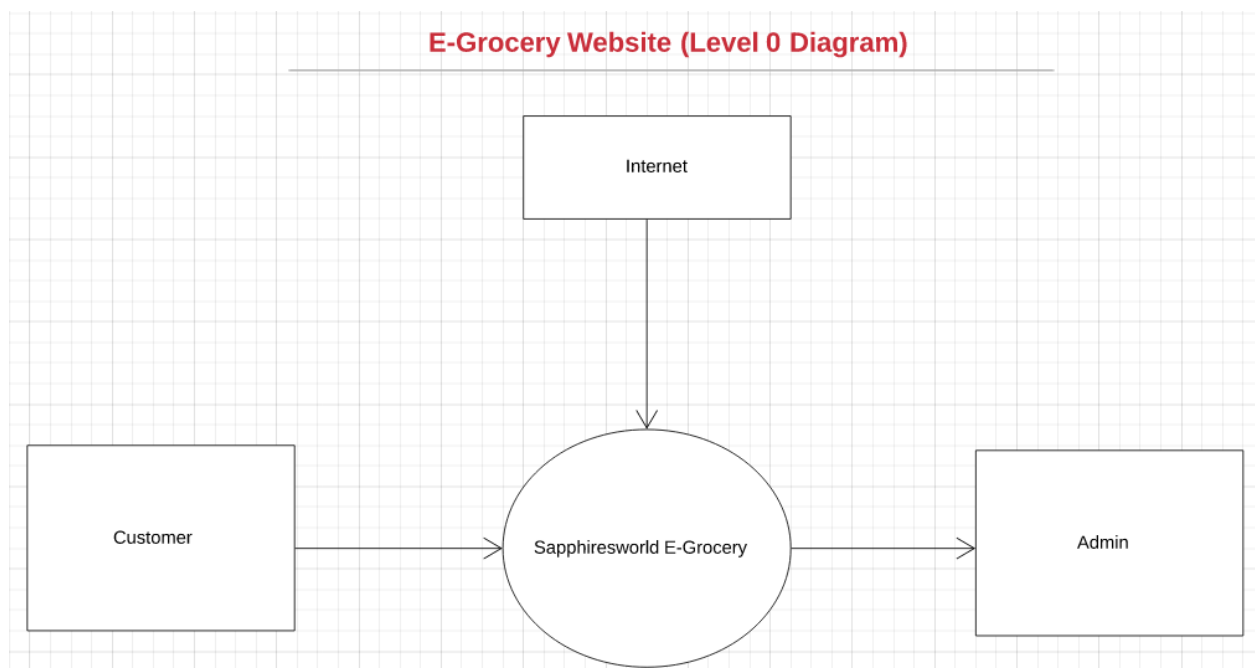 E-Grocery Website (Level 0 Diagram)
Internet
Customer
Sapphiresworld E-Grocery
Admin